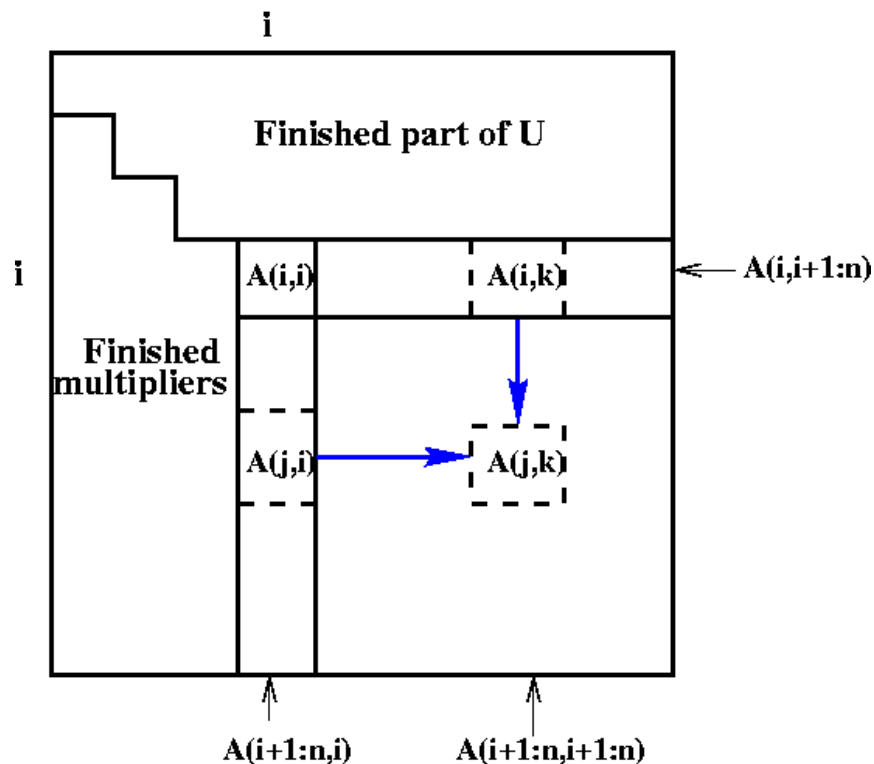 i
Finished part of U
i
A(i,i)
A(i,k)
A(i,i+1:n)
Finished
multipliers
A(j,i)
A(j,k)
A(i+1:n,i)
A(i+1:n,i+1:n)